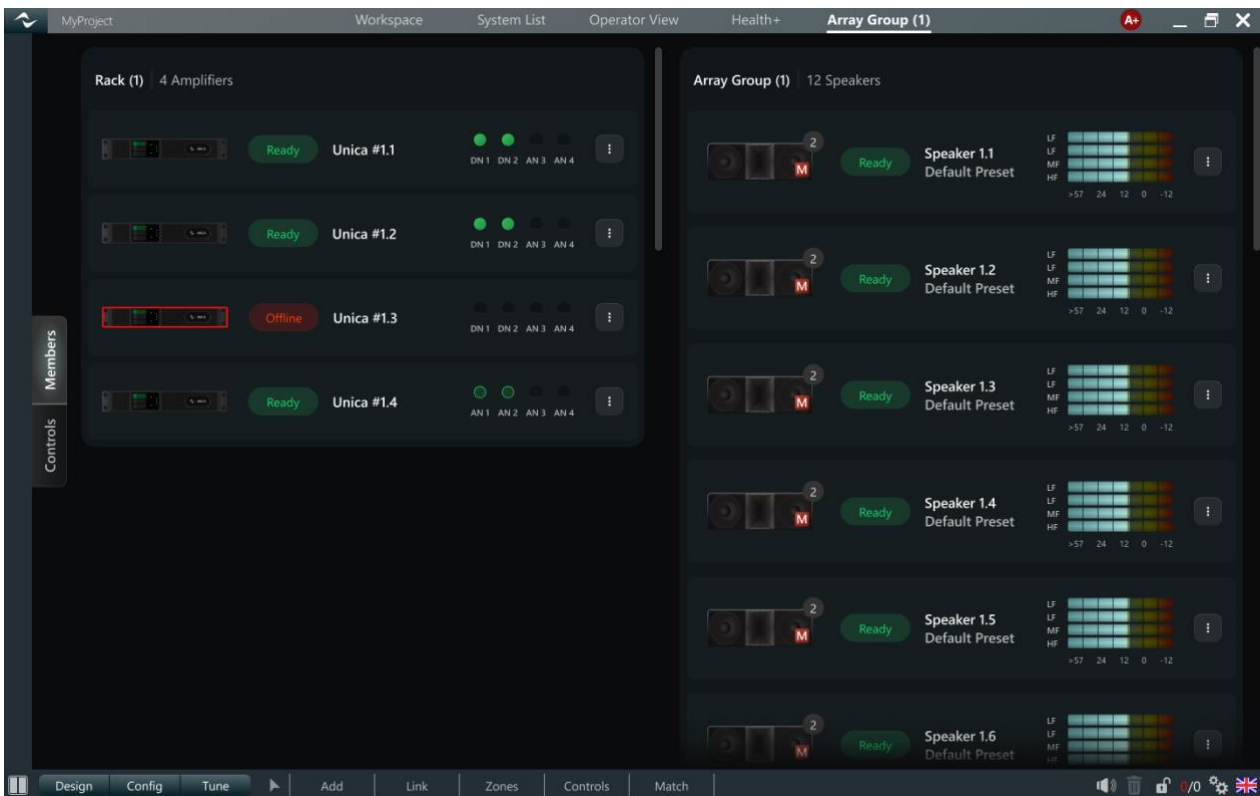 MyProject
Workspace
System List
Operator View
Health+
Array Group (1)
A+
Rack (1) 4 Amplifiers
Ready Unica #1.1
DN 1 DN 2 AN 3 AN 4
Ready Unica #1.2
DN 1 DN 2 AN 3 AN 4
Offline Unica #1.3
DN 1 DN 2 AN 3 AN 4
Ready Unica #1.4
AN 1 AN 2 AN 3 AN 4
Members
Controls
Array Group (1) 12 Speakers
2
M
Ready
Speaker 1.1
Default Preset
LF
LF
MF
HF
>57 24 12 0 -12
2
M
Ready
Speaker 1.2
Default Preset
LF
LF
MF
HF
>57 24 12 0 -12
2
M
Ready
Speaker 1.3
Default Preset
LF
LF
MF
HF
>57 24 12 0 -12
2
M
Ready
Speaker 1.4
Default Preset
LF
LF
MF
HF
>57 24 12 0 -12
2
M
Ready
Speaker 1.5
Default Preset
LF
LF
MF
HF
>57 24 12 0 -12
2
M
Ready
Speaker 1.6
Default Preset
LF
LF
MF
HF
Design
Config
Tune
Add
Link
Zones
Controls
Match
0/0